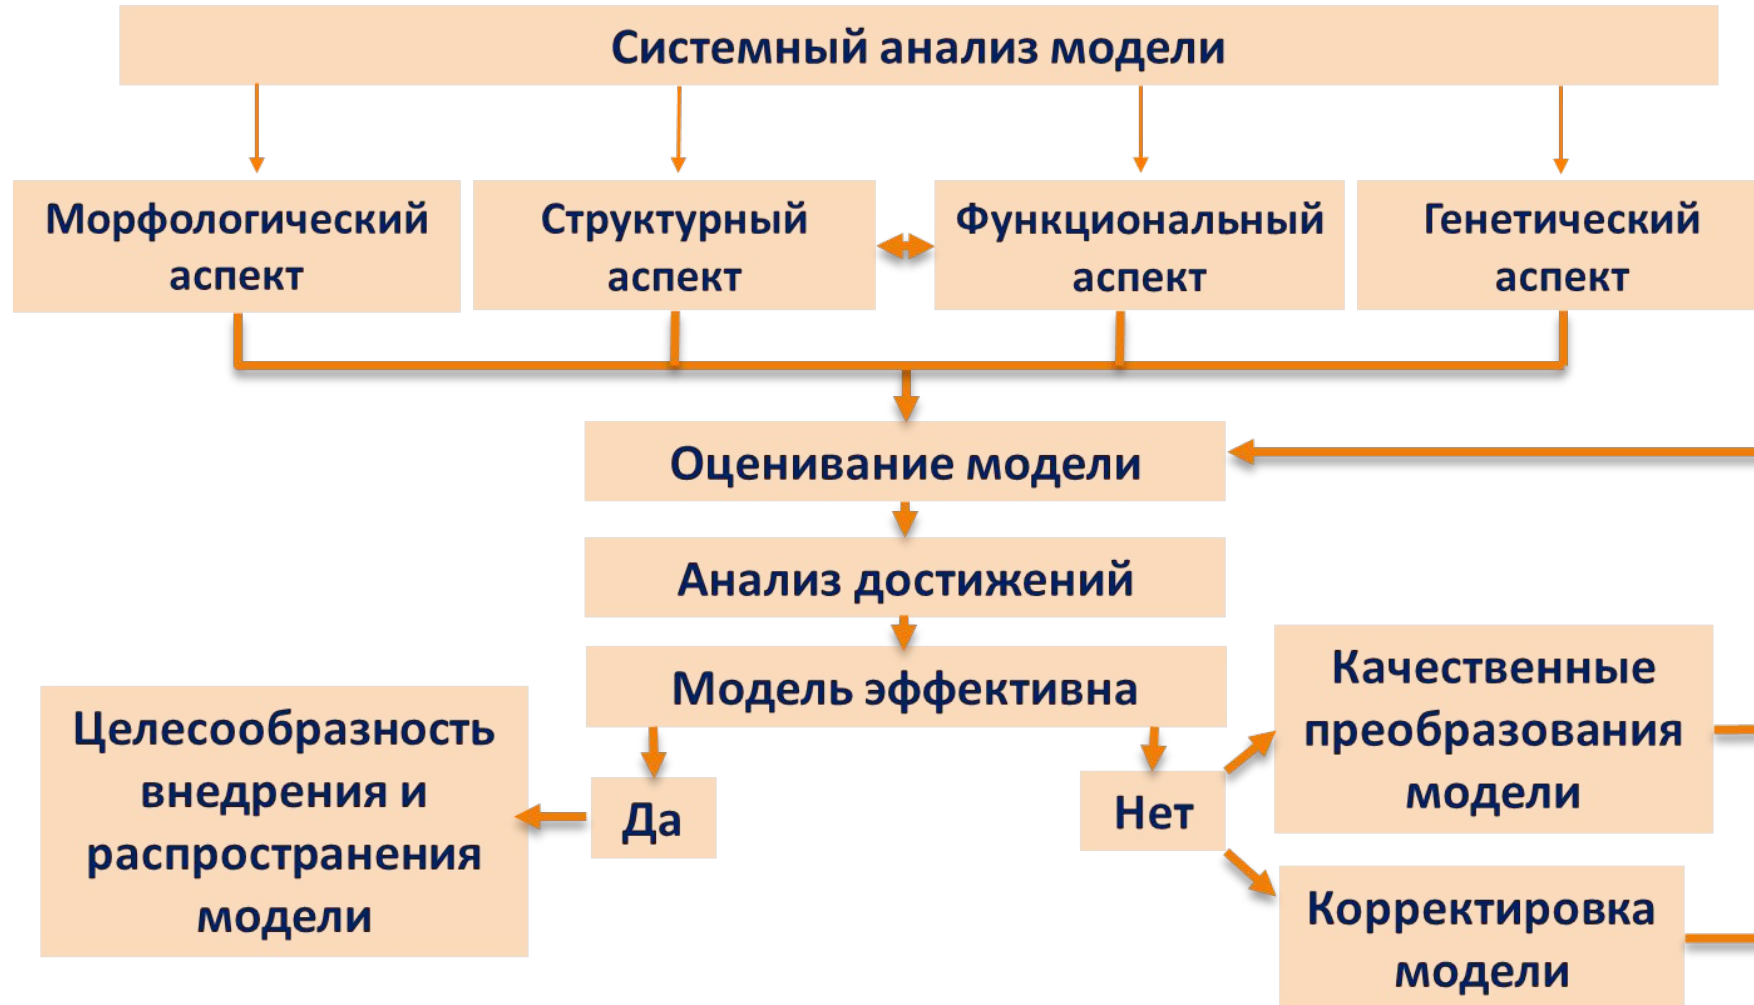 Системный анализ модели
Морфологический
аспект
Структурный
аспект
Функциональный
аспект
Генетический
аспект
Оценивание модели
Анализ достижений
Модель эффективна
Целесообразность
внедрения и
распространения
модели
Да
Нет
Качественные
преобразования
модели
Корректировка
модели